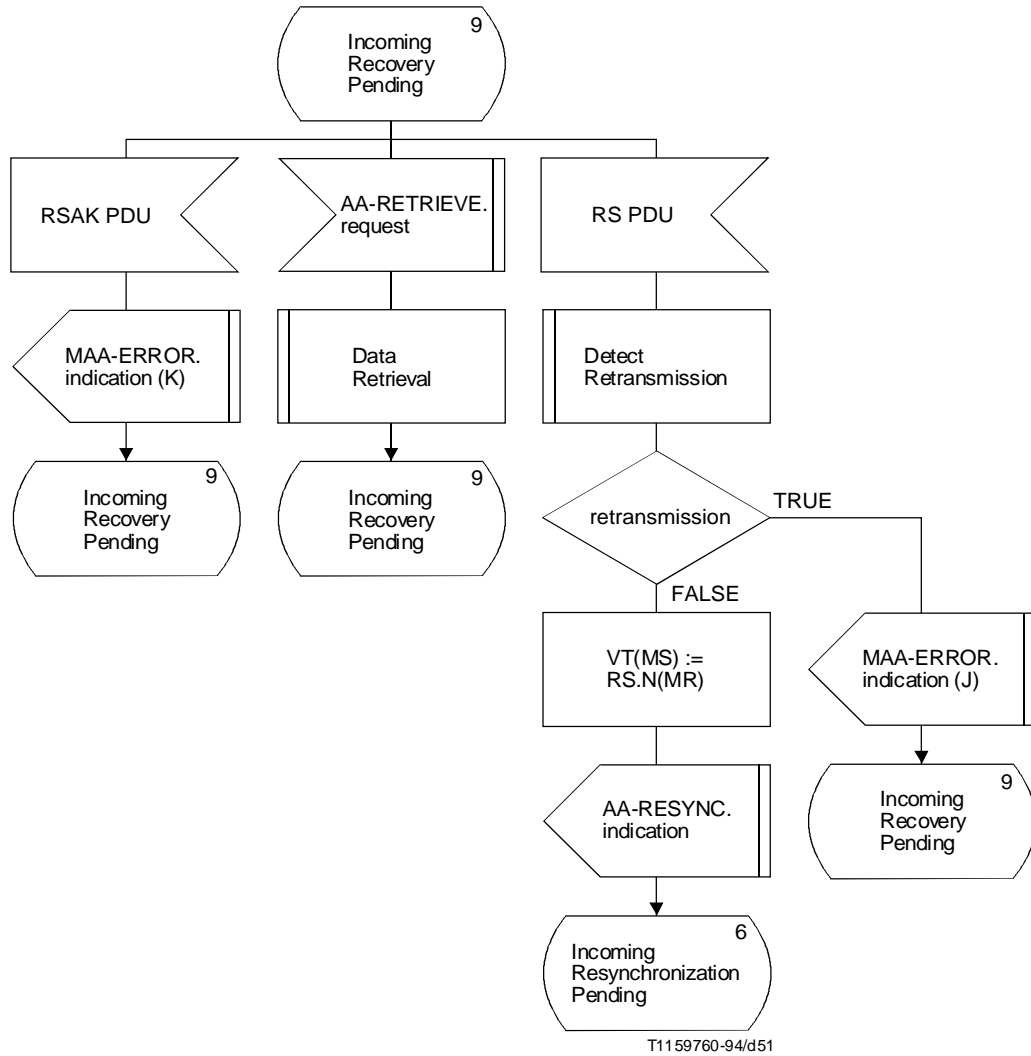 9
Incoming
Recovery
Pending
RSAK PDU
AA-RETRIEVE.
request
RS PDU
MAA-ERROR.
indication (K)
Data
Retrieval
Detect
Retransmission
9
Incoming
Recovery
Pending
9
Incoming
Recovery
Pending
retransmission
TRUE
FALSE
VT(MS) :=
RS.N(MR)
MAA-ERROR.
indication (J)
AA-RESYNC.
indication
9
Incoming
Recovery
Pending
6
Incoming
Resynchronization
Pending
T1159760-94/d51